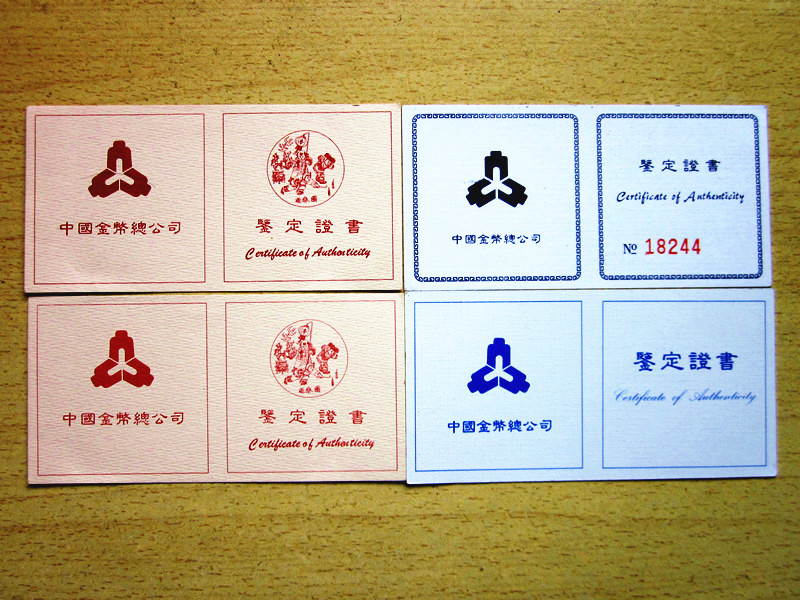 中國金幣總公司
鑒定證書
Certificate of Authenticity
中國金幣總公司
鑒定證書
Certificate of Authenticity
№ 18244
中國金幣總公司
鑒定證書
Certificate of Authenticity
中國金幣總公司
鑒定證書
Certificate of Authenticity